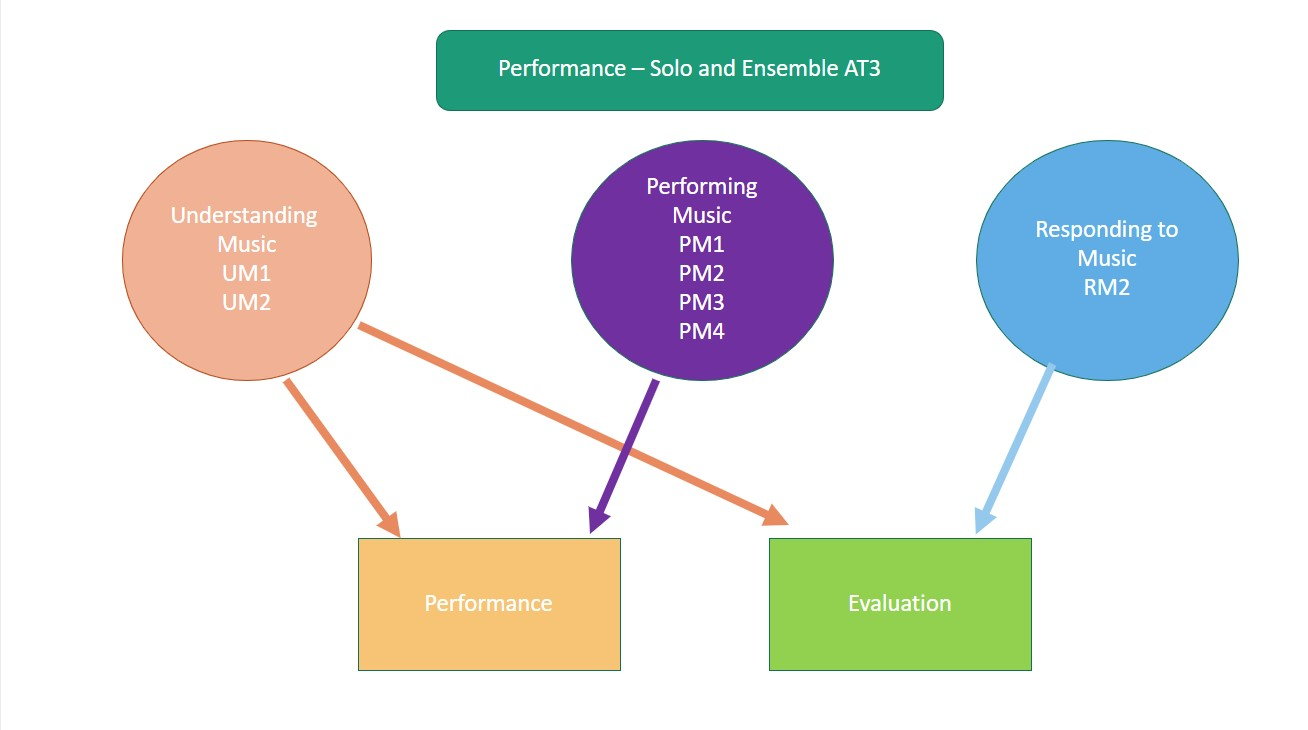 Performance – Solo and Ensemble AT3
Understanding
Music
UM1
UM2
Performing
Music
PM1
PM2
PM3
PM4
Responding to
Music
RM2
Performance
Evaluation